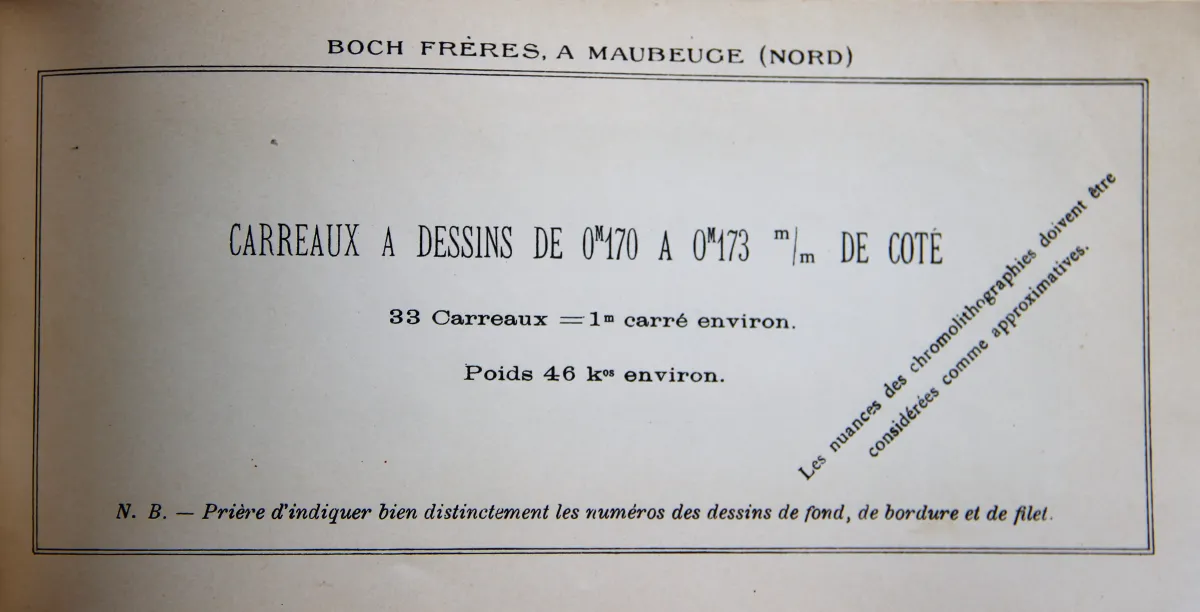 BOCH FRÈRES, A MAUBEUGE (NORD)
CARREAUX A DESSINS DE 0ᴹ170 A 0ᴹ173 ᵐ/ₘ DE COTÉ
33 Carreaux = 1ᵐ carré environ.
Poids 46 kᵒˢ environ.
Les nuances des chromolithographies doivent être
considérées comme approximatives.
N. B. — Prière d'indiquer bien distinctement les numéros des dessins de fond, de bordure et de filet.